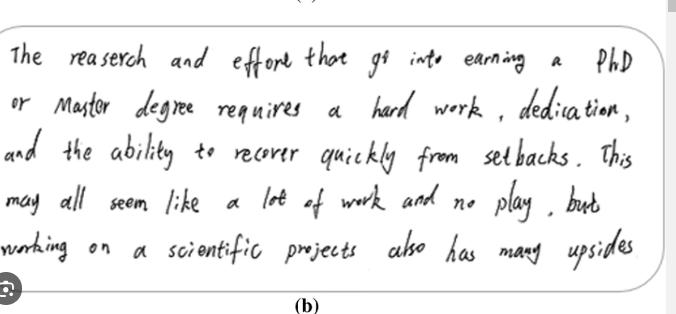 The reaserch and effort that go into earning a PhD
or Master degree requires a hard work, dedication,
and the ability to recover quickly from setbacks. This
may all seem like a lot of work and no play, but
working on a scientific projects also has many upsides
(b)